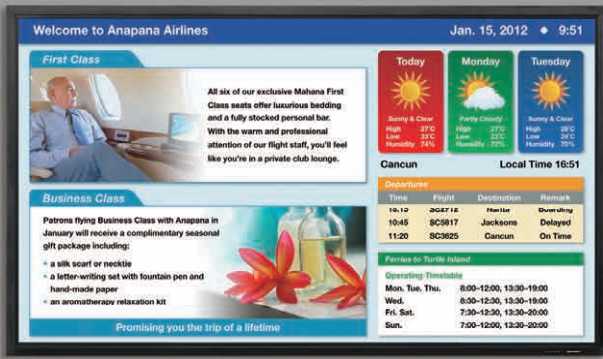 Welcome to Anapana Airlines
Jan. 15, 2012 ◆ 9:51
First Class
All six of our exclusive Mahana First
Class seats offer luxurious bedding
and a fully stocked personal bar.
With the warm and professional
attention of our flight staff, you'll feel
like you're in a private club lounge.
Business Class
Patrons flying Business Class with Anapana in
January will receive a complimentary seasonal
gift package including:
• a silk scarf or necktie
• a letter-writing set with fountain pen and
hand-made paper
• an aromatherapy relaxation kit
Promising you the trip of a lifetime
Today
Sunny & Clear
High 27°C
Low 23°C
Humidity 74%
Monday
Partly Cloudy
High 27°C
Low 22°C
Humidity 72%
Tuesday
Sunny & Clear
High 28°C
Low 24°C
Humidity 70%
Cancun Local Time 16:51
Departures
Time Flight Destination Remark
10:45 SC5817 Jacksons Delayed
11:20 SC3625 Cancun On Time
Ferries to Turtle Island
Operating Timetable
Mon. Tue. Thu. 8:00–12:00, 13:30–19:00
Wed. 8:30–12:30, 13:30–19:00
Fri. Sat. 7:30–12:30, 13:30–20:00
Sun. 7:00–12:00, 13:30–20:00